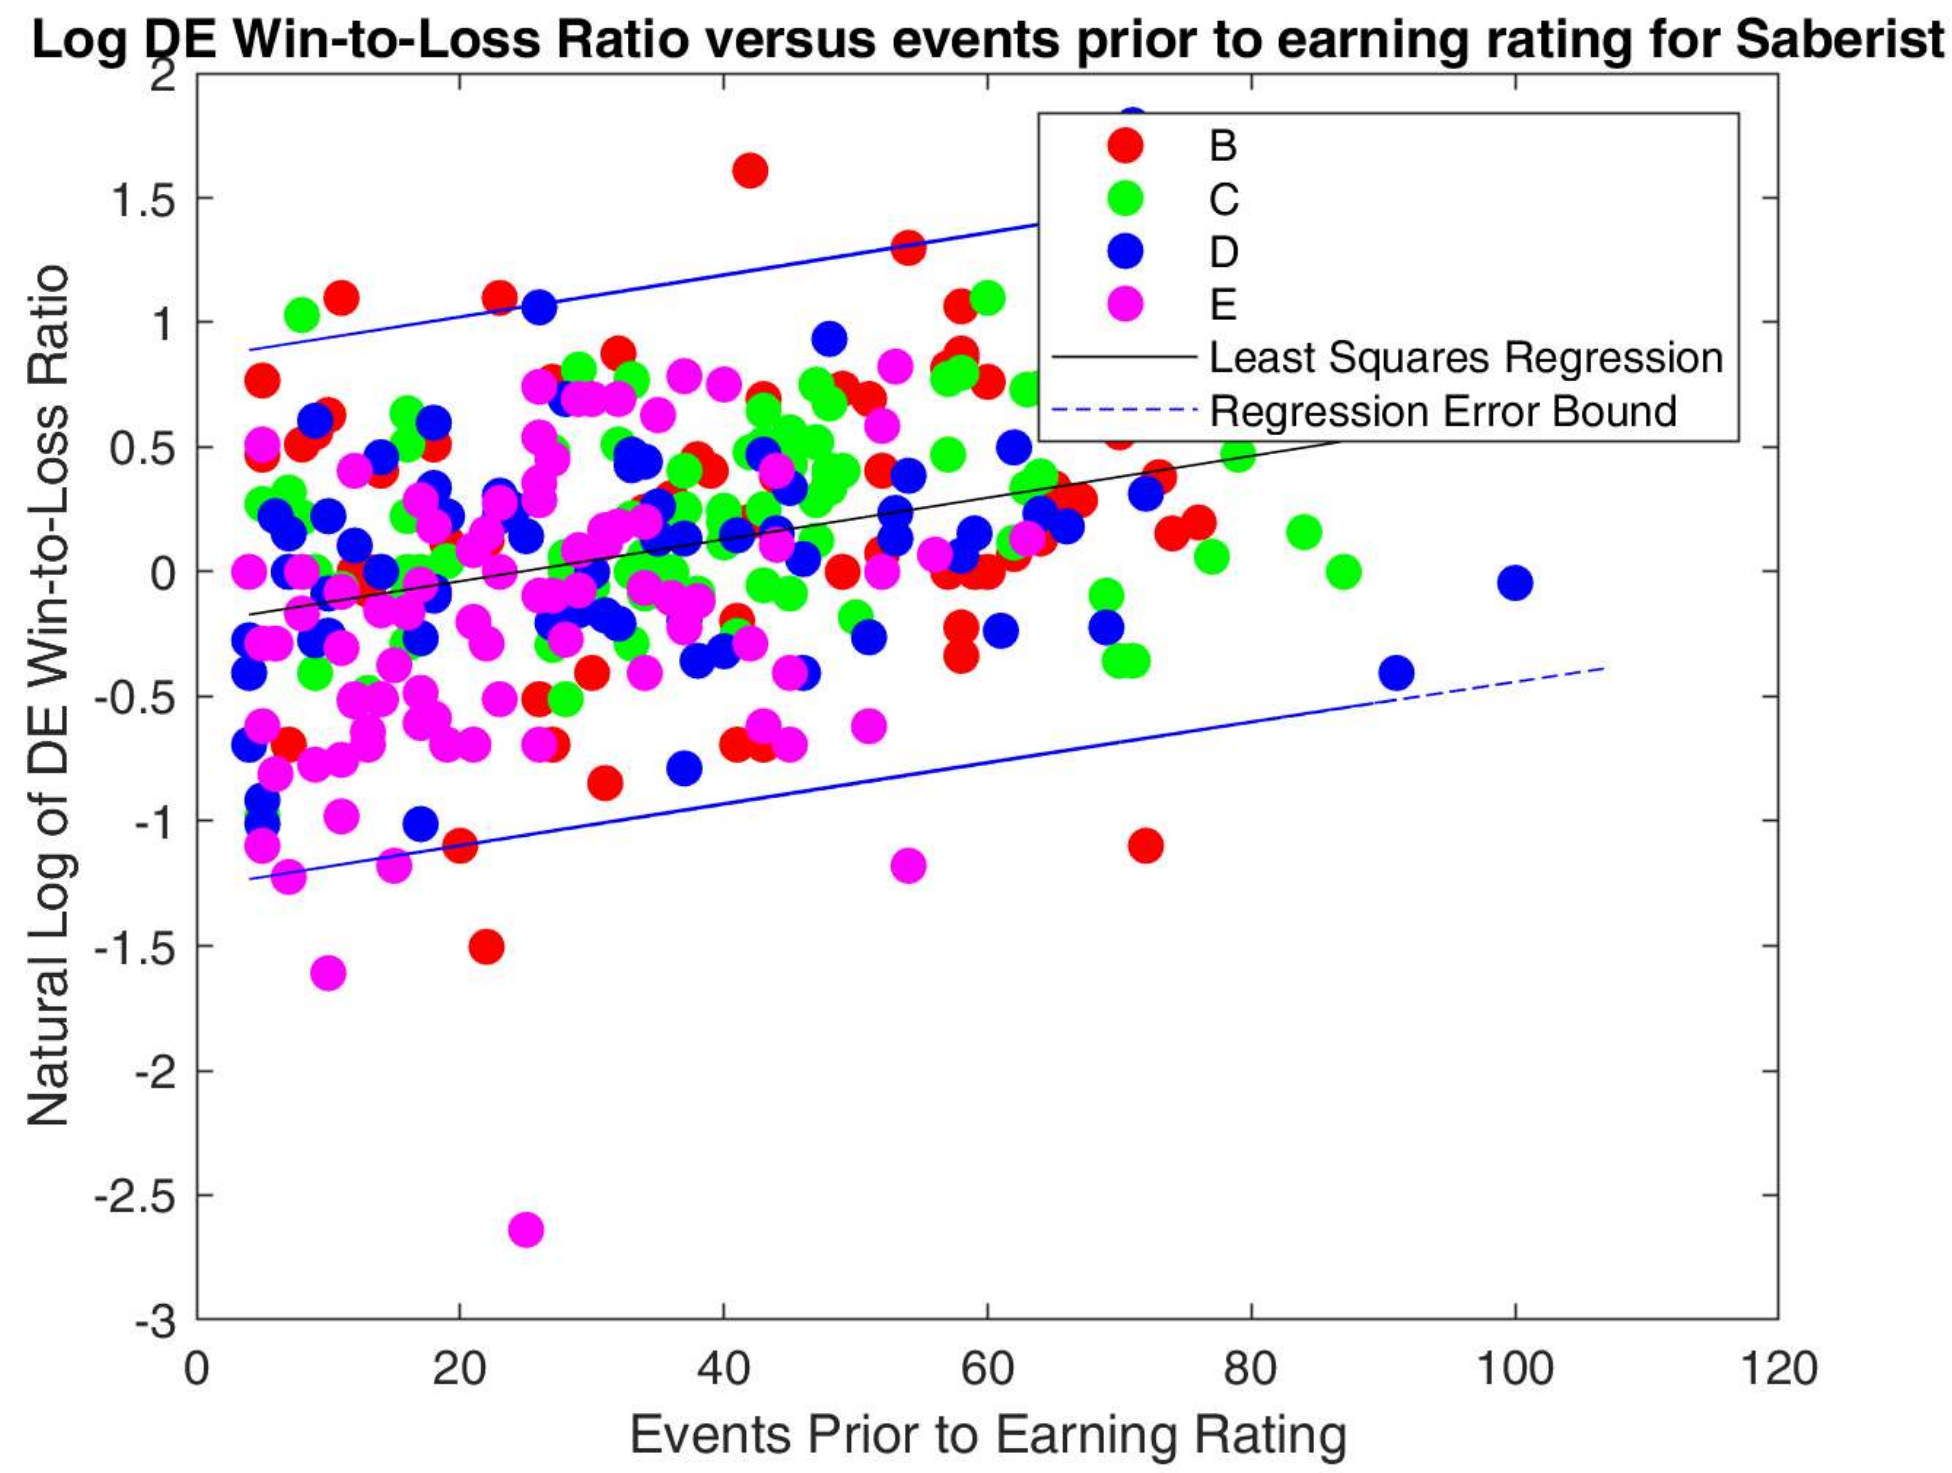 Log DE Win-to-Loss Ratio versus events prior to earning rating for Saberist
2
1.5
1
0.5
0
-0.5
-1
-1.5
-2
-2.5
-3
Natural Log of DE Win-to-Loss Ratio
B
C
D
E
Least Squares Regression
Regression Error Bound
0 20 40 60 80 100 120
Events Prior to Earning Rating